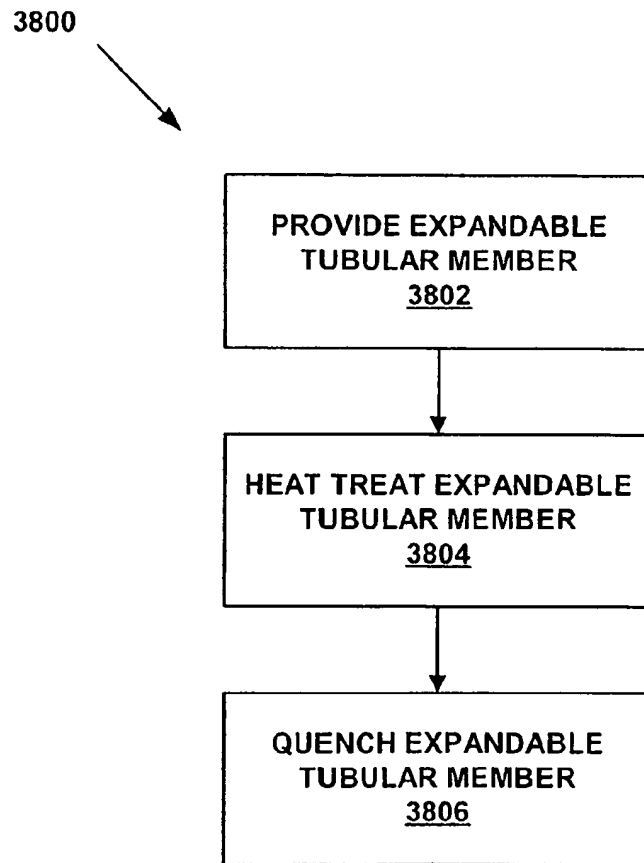 3800
PROVIDE EXPANDABLE
TUBULAR MEMBER
3802
HEAT TREAT EXPANDABLE
TUBULAR MEMBER
3804
QUENCH EXPANDABLE
TUBULAR MEMBER
3806